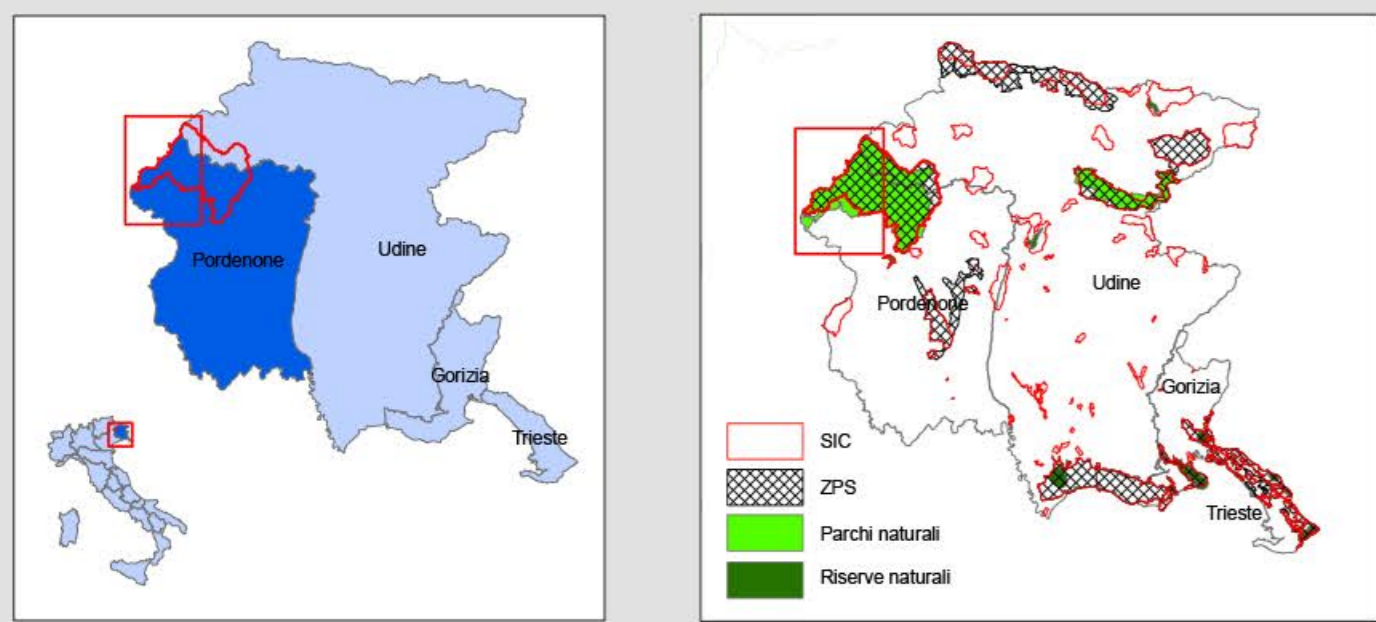 Pordenone
Udine
Gorizia
Trieste
Pordenone
Udine
Gorizia
Trieste
SIC
ZPS
Parchi naturali
Riserve naturali